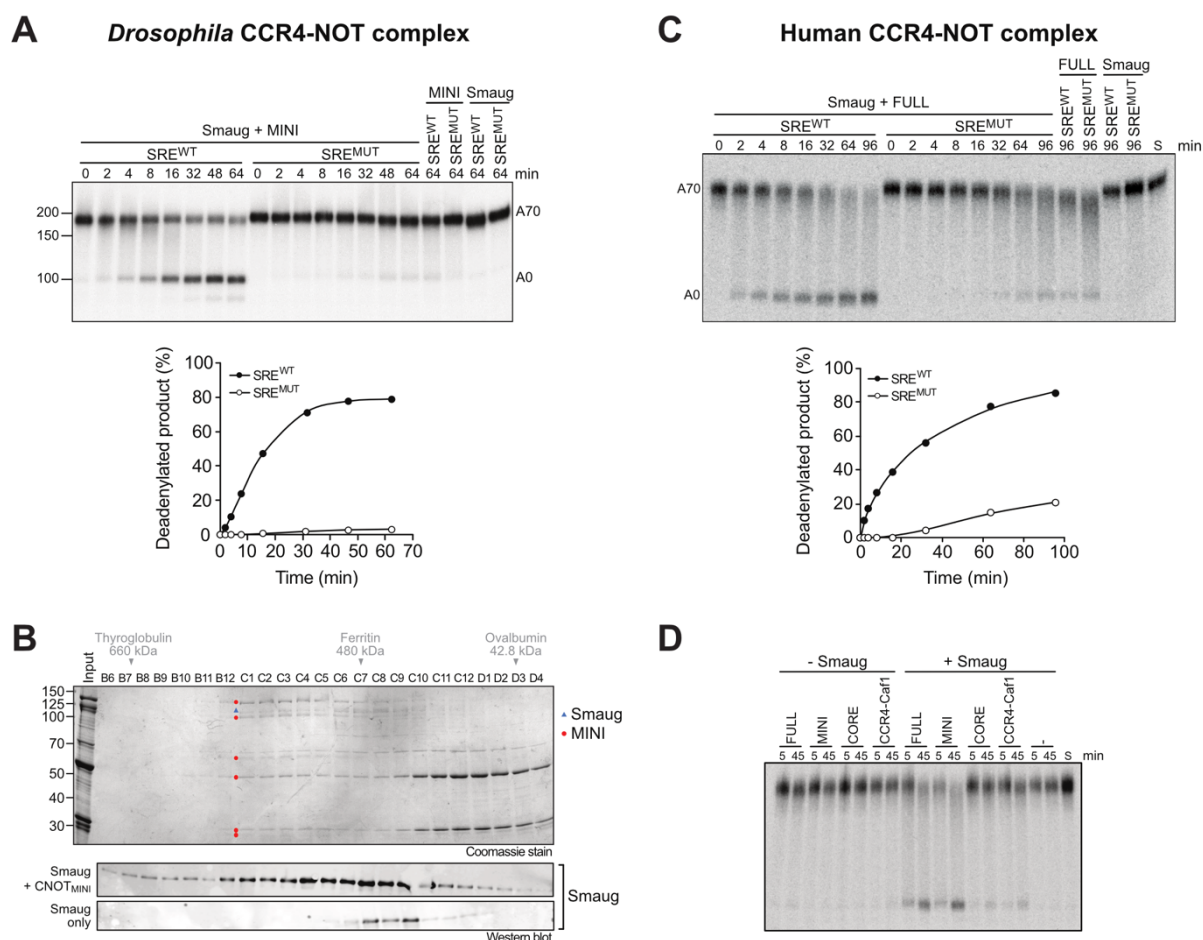 A
Drosophila CCR4-NOT complex
MINI Smaug
Smaug + MINI
SREWT SREMUT SREWT SREMUT SREWT SREMUT
0 2 4 8 16 32 48 64 0 2 4 8 16 32 48 64 64 64 64 64 min
200
150
100
A70
A0
Deadenylated product (%)
100
80
60
40
20
0
SREWT
SREMUT
0 10 20 30 40 50 60 70
Time (min)
C
Human CCR4-NOT complex
FULL Smaug
Smaug + FULL
SREWT SREMUT SREWT SREMUT SREWT SREMUT
0 2 4 8 16 32 64 96 0 2 4 8 16 32 64 96 96 96 96 96 S min
A70
A0
Deadenylated product (%)
100
80
60
40
20
0
SREWT
SREMUT
0 20 40 60 80 100
Time (min)
B
Thyroglobulin Ferritin Ovalbumin
660 kDa 480 kDa 42.8 kDa
Input B6 B7 B8 B9 B10 B11 B12 C1 C2 C3 C4 C5 C6 C7 C8 C9 C10 C11 C12 D1 D2 D3 D4
150
125
100
70
50
30
Smaug
MINI
Coomassie stain
Smaug
+ CNOTMINI
Smaug
only
Smaug
Western blot
D
- Smaug + Smaug
FULL MINI CORE CCR4-Caf1 FULL MINI CORE CCR4-Caf1 -
5 45 5 45 5 45 5 45 5 45 5 45 5 45 5 45 5 45 S min